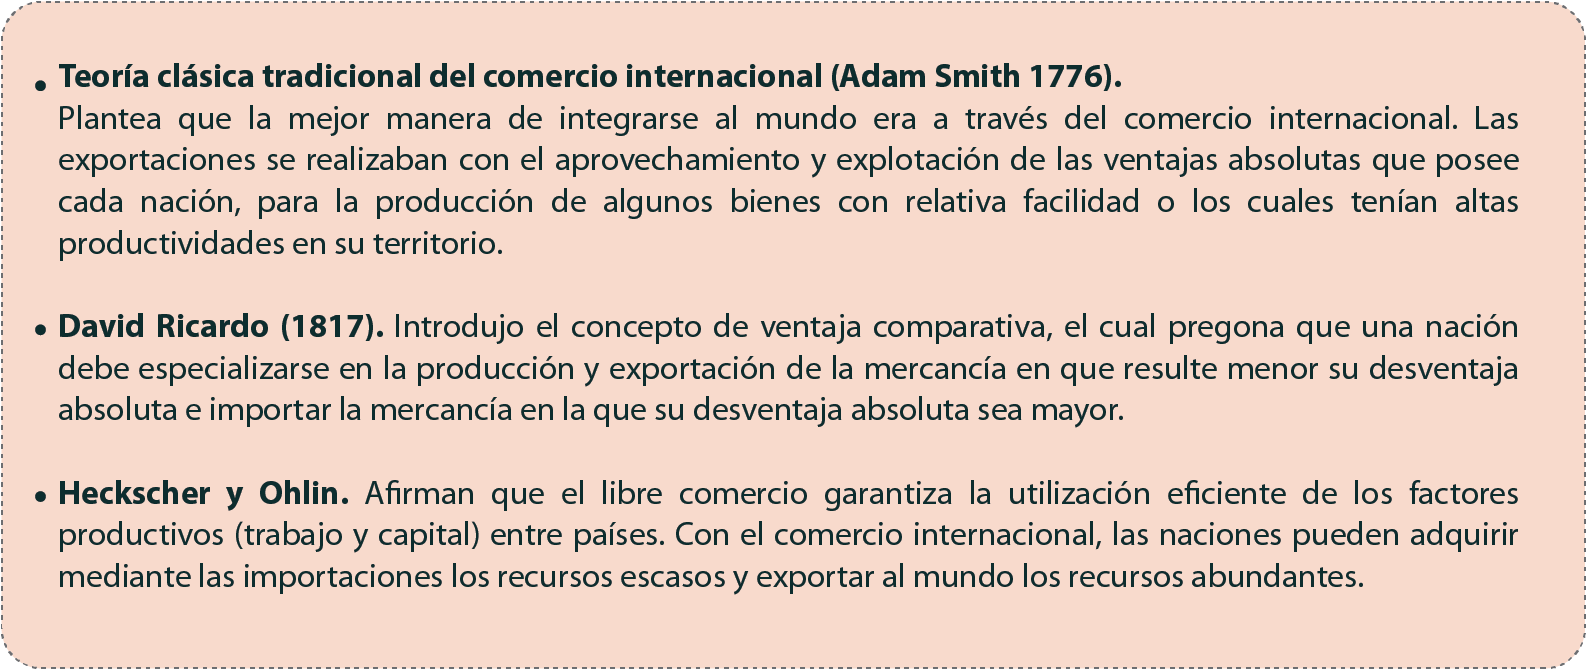 • Teoría clásica tradicional del comercio internacional (Adam Smith 1776).
Plantea que la mejor manera de integrarse al mundo era a través del comercio internacional. Las
exportaciones se realizaban con el aprovechamiento y explotación de las ventajas absolutas que posee
cada nación, para la producción de algunos bienes con relativa facilidad o los cuales tenían altas
productividades en su territorio.
• David Ricardo (1817). Introdujo el concepto de ventaja comparativa, el cual pregona que una nación
debe especializarse en la producción y exportación de la mercancía en que resulte menor su desventaja
absoluta e importar la mercancía en la que su desventaja absoluta sea mayor.
• Heckscher y Ohlin. Afirman que el libre comercio garantiza la utilización eficiente de los factores
productivos (trabajo y capital) entre países. Con el comercio internacional, las naciones pueden adquirir
mediante las importaciones los recursos escasos y exportar al mundo los recursos abundantes.